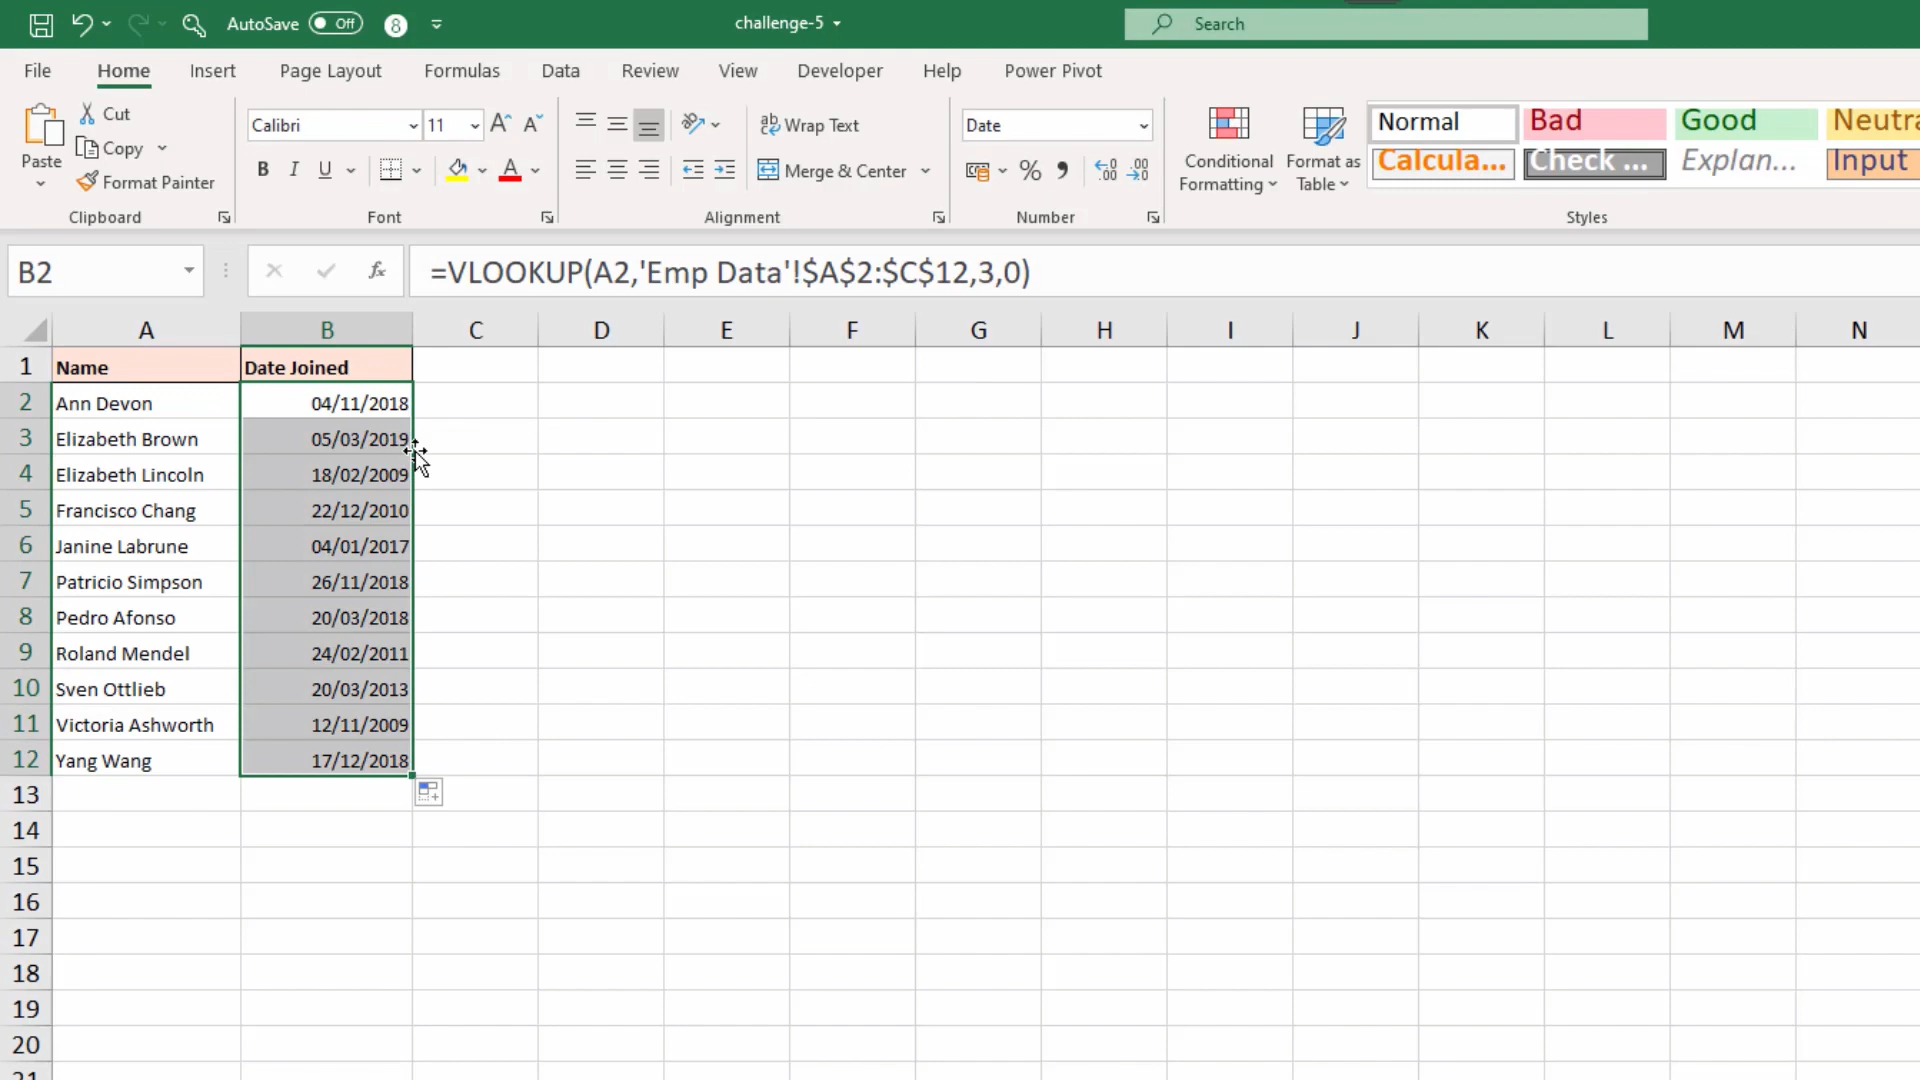 AutoSave Off 8 challenge-5 Search
File Home Insert Page Layout Formulas Data Review View Developer Help Power Pivot
Paste Cut Copy Format Painter Clipboard
Calibri 11 A A B I U A Font
ab Wrap Text Merge & Center Alignment
Date % Number
Conditional Formatting Format as Table
Normal Bad Good Neutra
Calcula... Check ... Explan... Input
Styles
B2 fx =VLOOKUP(A2,'Emp Data'!$A$2:$C$12,3,0)
A B C D E F G H I J K L M N
1 Name Date Joined
2 Ann Devon 04/11/2018
3 Elizabeth Brown 05/03/2019
4 Elizabeth Lincoln 18/02/2009
5 Francisco Chang 22/12/2010
6 Janine Labrune 04/01/2017
7 Patricio Simpson 26/11/2018
8 Pedro Afonso 20/03/2018
9 Roland Mendel 24/02/2011
10 Sven Ottlieb 20/03/2013
11 Victoria Ashworth 12/11/2009
12 Yang Wang 17/12/2018
13
14
15
16
17
18
19
20
21